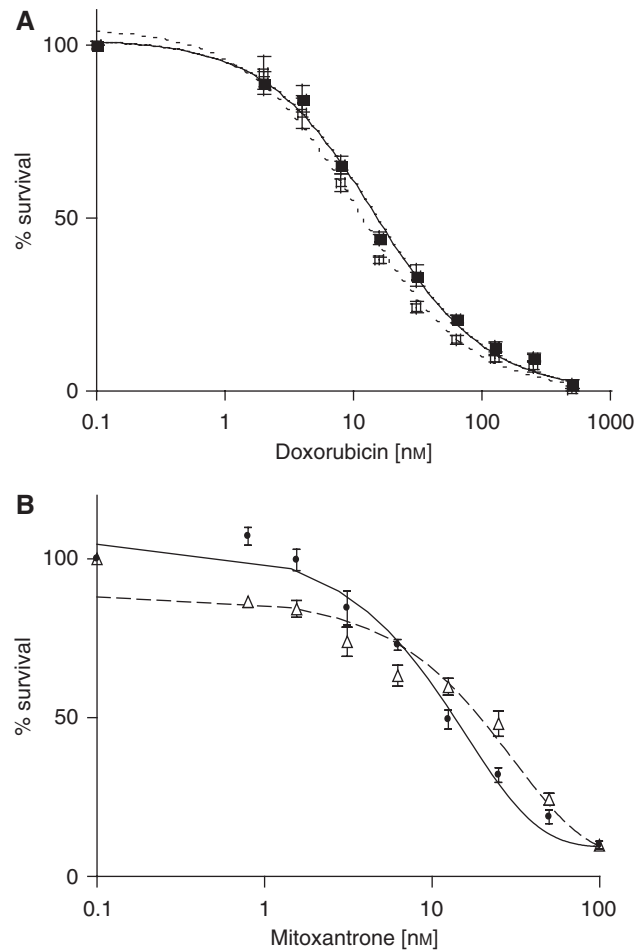 A
100
50
0
% survival
0.1 1 10 100 1000
Doxorubicin [nM]
B
100
50
0
% survival
0.1 1 10 100
Mitoxantrone [nM]